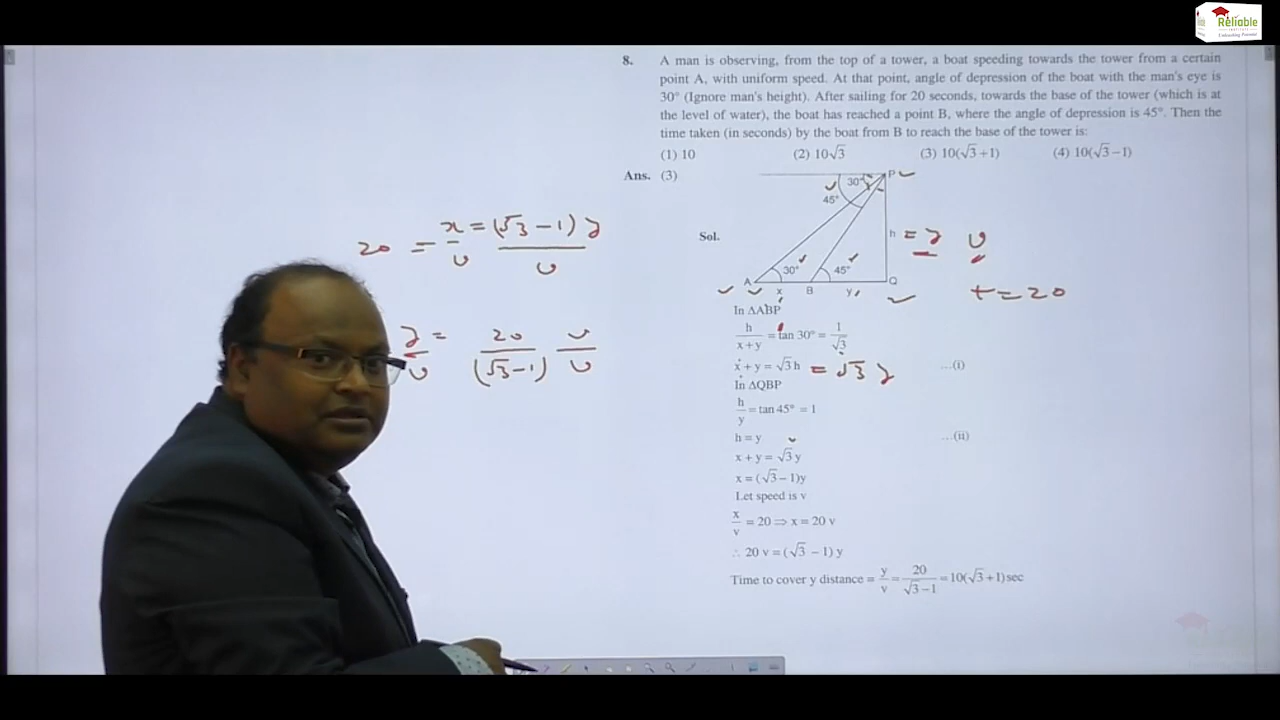 Reliable
INSTITUTE
Unleashing Potential
8. A man is observing, from the top of a tower, a boat speeding towards the tower from a certain
point A, with uniform speed. At that point, angle of depression of the boat with the man's eye is
30° (Ignore man's height). After sailing for 20 seconds, towards the base of the tower (which is at
the level of water), the boat has reached a point B, where the angle of depression is 45°. Then the
time taken (in seconds) by the boat from B to reach the base of the tower is:
(1) 10 (2) 10√3 (3) 10(√3+1) (4) 10(√3−1)
Ans. (3)
30° P
45°
Sol.
h = y v
A 30° B 45° Q
x y
t = 20
20 = x/v = (√3−1) y/v
y/v = 20/(√3−1) v/v
In ΔABP
h/(x+y) = tan 30° = 1/√3
x + y = √3h = √3 y ...(i)
In ΔQBP
h/y = tan 45° = 1
h = y ...(ii)
x + y = √3 y
x = (√3 − 1)y
Let speed is v
x/v = 20 ⇒ x = 20 v
∴ 20 v = (√3 − 1) y
Time to cover y distance = y/v = 20/(√3−1) = 10(√3+1) sec